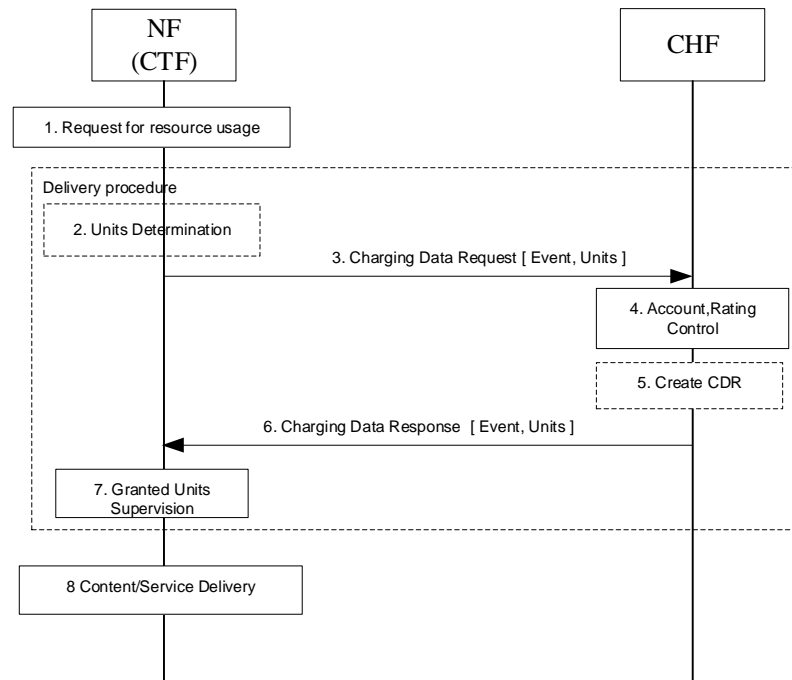 NF
(CTF)
CHF
1. Request for resource usage
Delivery procedure
2. Units Determination
3. Charging Data Request [ Event, Units ]
4. Account,Rating
Control
5. Create CDR
6. Charging Data Response [ Event, Units ]
7. Granted Units
Supervision
8 Content/Service Delivery